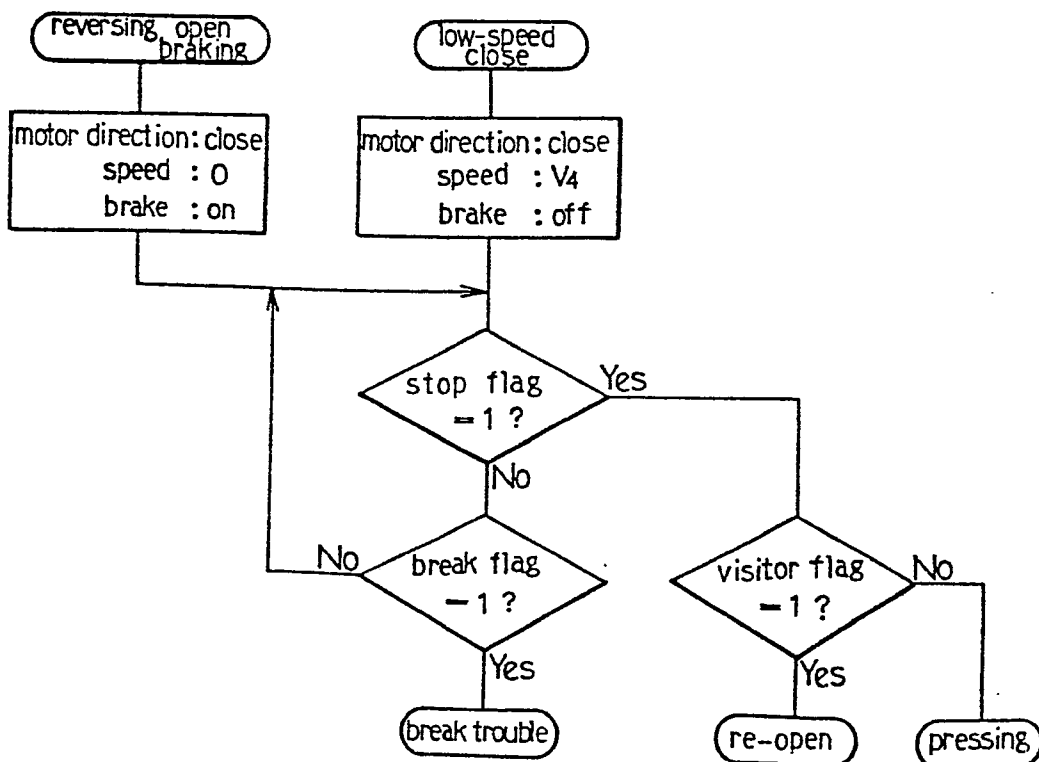 reversing, open
braking
low-speed
close
motor direction: close
speed : 0
brake : on
motor direction: close
speed : V4
brake : off
stop flag
= 1 ?
Yes
No
break flag
= 1 ?
No
Yes
visitor flag
= 1 ?
No
Yes
break trouble
re-open
pressing